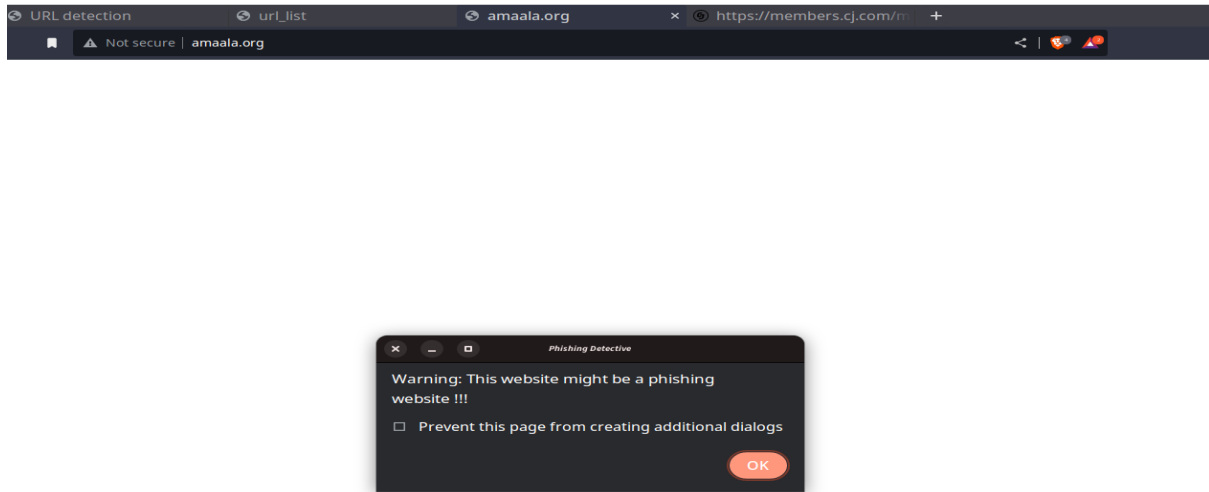 URL detection url_list amaala.org × https://members.cj.com/m +
Not secure | amaala.org
Phishing Detective
Warning: This website might be a phishing
website !!!
Prevent this page from creating additional dialogs
OK